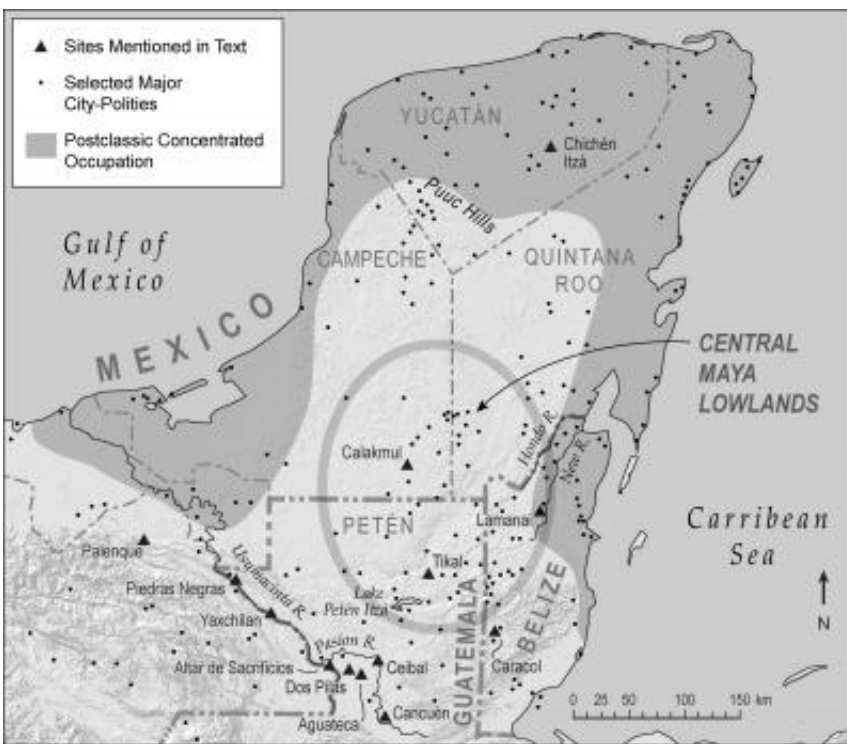 Sites Mentioned in Text
Selected Major
City-Polities
Postclassic Concentrated
Occupation
YUCATÁN
Chichén
Itzá
Puuc Hills
Gulf of
Mexico
CAMPECHE
QUINTANA
ROO
MEXICO
CENTRAL
MAYA
LOWLANDS
Calakmul
Hondo R.
New R.
PETÉN
Lamanai
Carribean
Sea
Palenque
Tikal
Piedras Negras
Usumacinta R.
Lake
Petén Itzá
Yaxchilan
GUATEMALA
BELIZE
N
Pasion R.
Altar de Sacrificios
Ceibal
Caracol
Dos Pilas
Aguateca
Cancuén
0 25 50 100 150 km